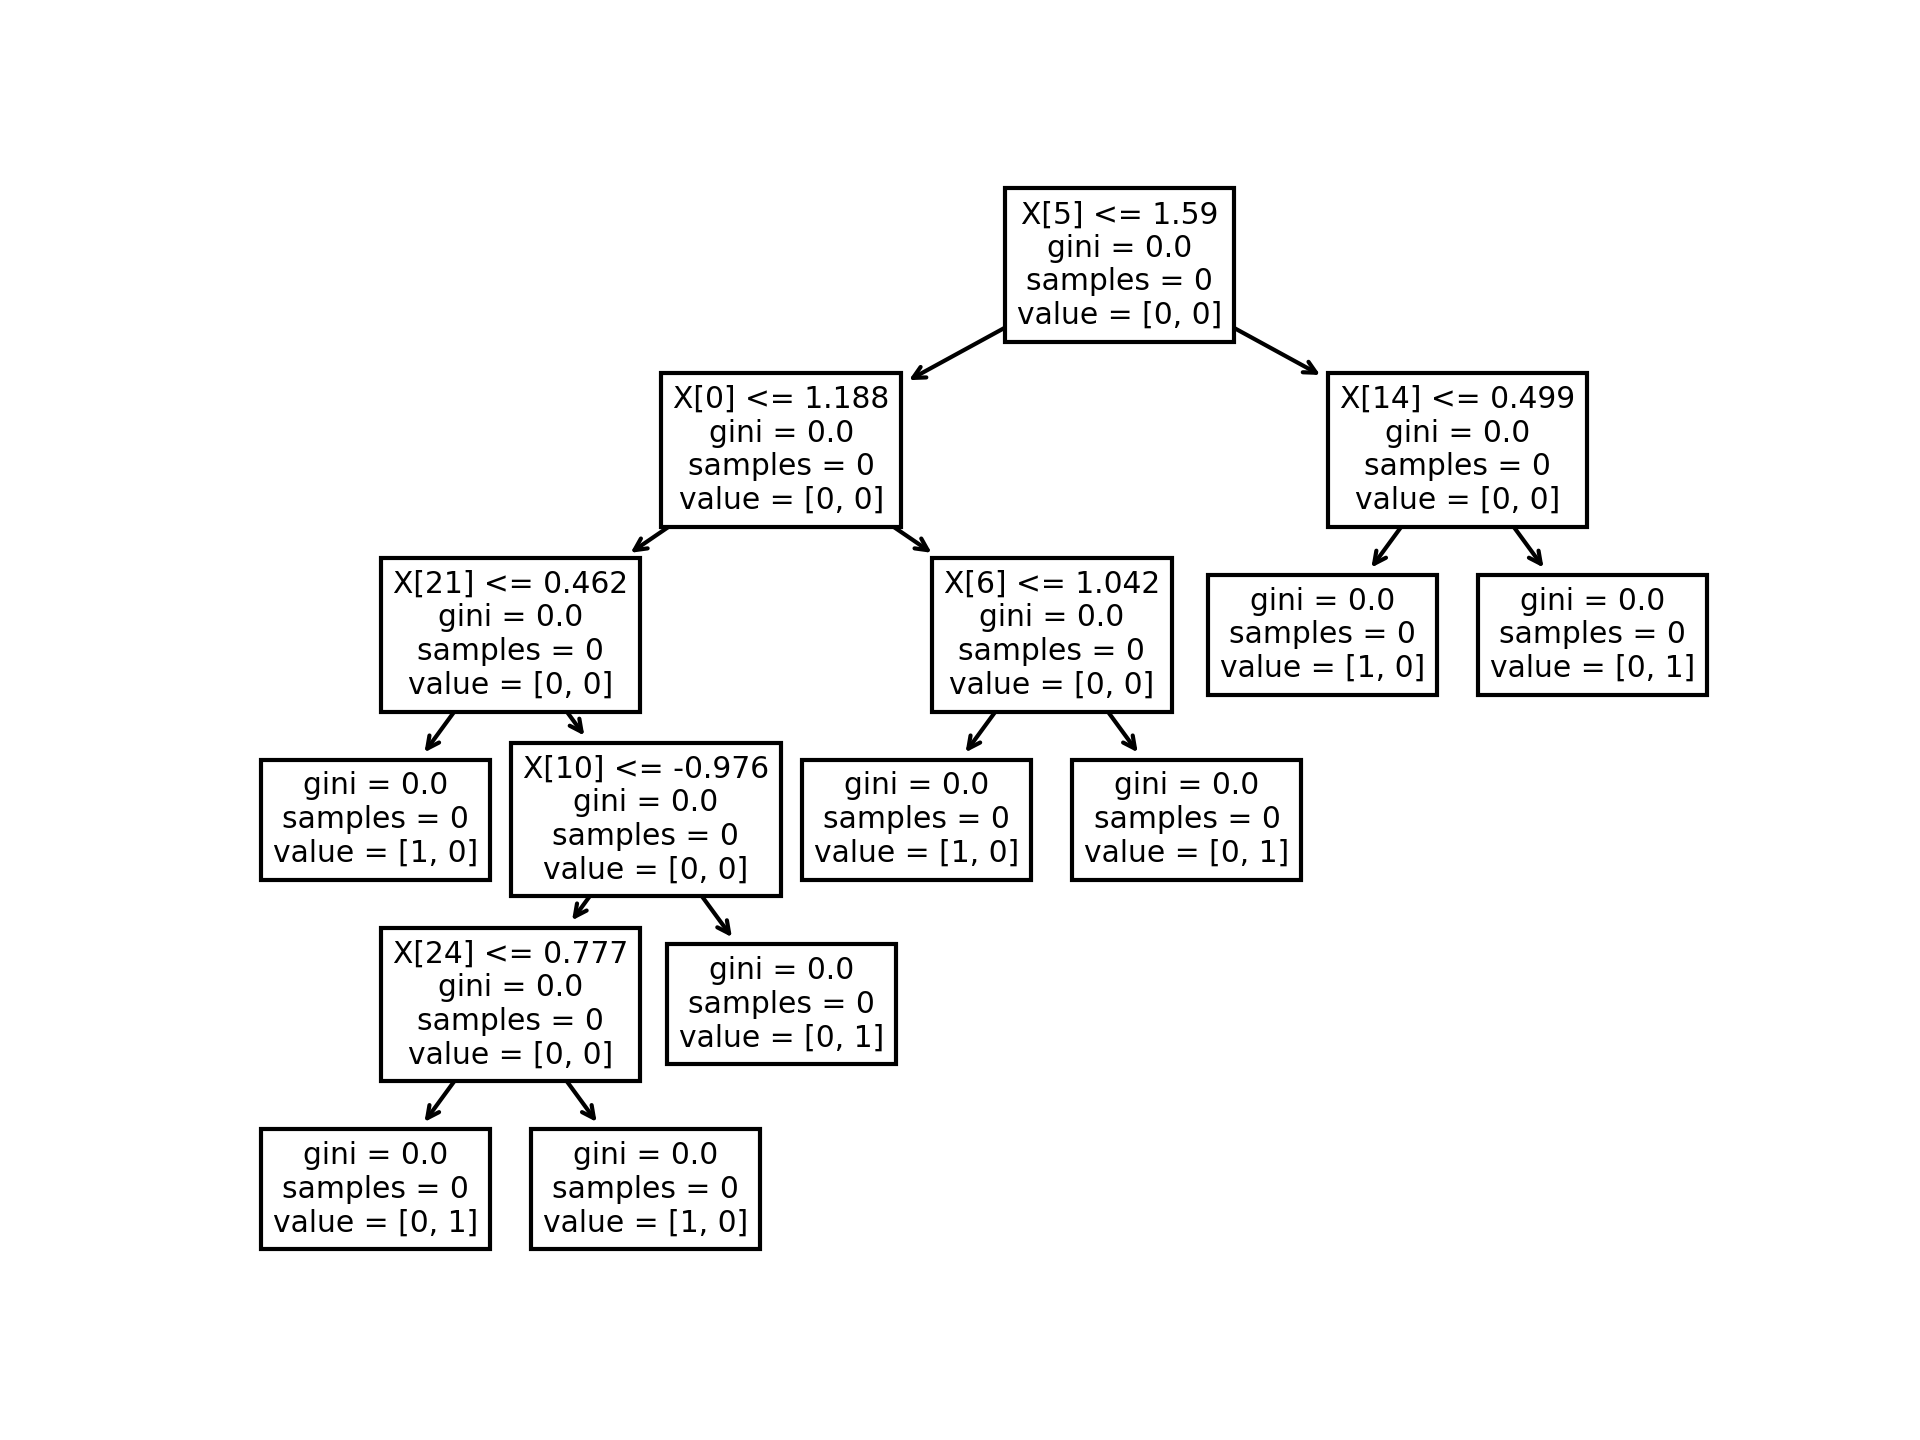 X[5] <= 1.59
gini = 0.0
samples = 0
value = [0, 0]
X[0] <= 1.188
gini = 0.0
samples = 0
value = [0, 0]
X[14] <= 0.499
gini = 0.0
samples = 0
value = [0, 0]
X[21] <= 0.462
gini = 0.0
samples = 0
value = [0, 0]
X[6] <= 1.042
gini = 0.0
samples = 0
value = [0, 0]
gini = 0.0
samples = 0
value = [1, 0]
gini = 0.0
samples = 0
value = [0, 1]
gini = 0.0
samples = 0
value = [1, 0]
X[10] <= -0.976
gini = 0.0
samples = 0
value = [0, 0]
gini = 0.0
samples = 0
value = [1, 0]
gini = 0.0
samples = 0
value = [0, 1]
X[24] <= 0.777
gini = 0.0
samples = 0
value = [0, 0]
gini = 0.0
samples = 0
value = [0, 1]
gini = 0.0
samples = 0
value = [0, 1]
gini = 0.0
samples = 0
value = [1, 0]